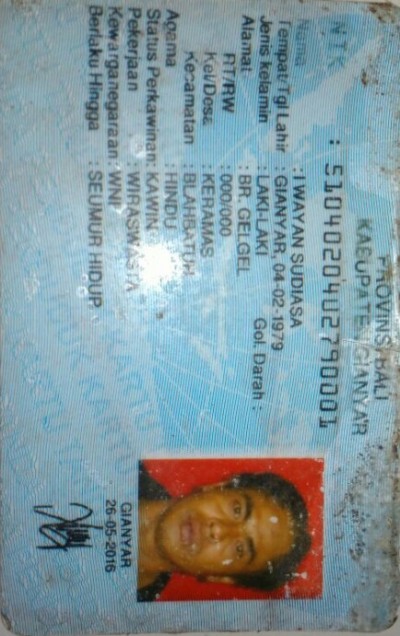 PROVINSI BALI
KABUPATEN GIANYAR
NIK : 5104020402790001
Nama : I WAYAN SUDIASA
Tempat/Tgl Lahir : GIANYAR, 04-02-1979
Jenis kelamin : LAKI-LAKI Gol. Darah :
Alamat : BR. GELGEL
RT/RW : 000/000
Kel/Desa : KERAMAS
Kecamatan : BLAHBATUH
Agama : HINDU
Status Perkawinan: KAWIN
Pekerjaan : WIRASWASTA
Kewarganegaraan: WNI
Berlaku Hingga : SEUMUR HIDUP
GIANYAR
26-05-2016